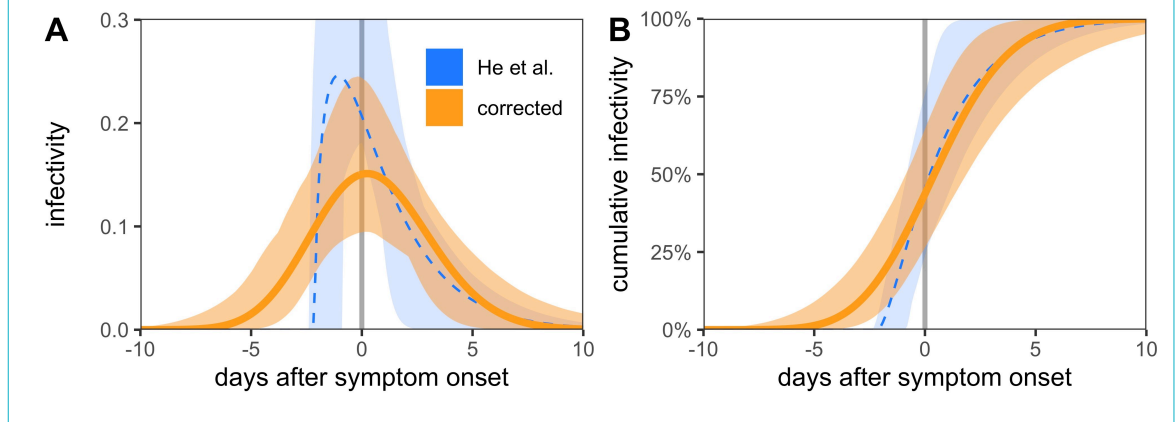 A
infectivity
0.3
0.2
0.1
0.0
-10
-5
0
5
10
days after symptom onset
He et al.
corrected
B
cumulative infectivity
100%
75%
50%
25%
0%
-10
-5
0
5
10
days after symptom onset